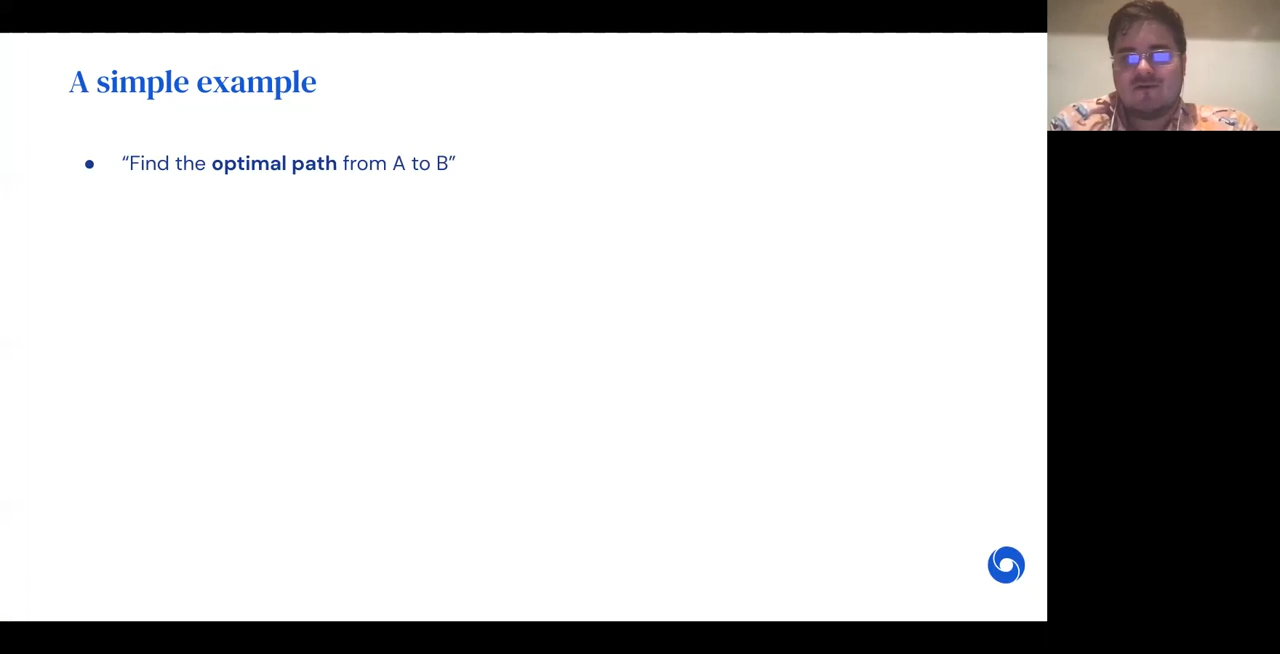 A simple example
● “Find the optimal path from A to B”